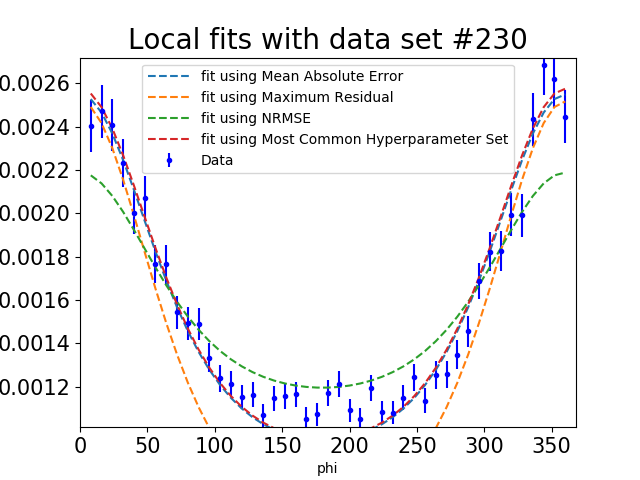 Local fits with data set #230
fit using Mean Absolute Error
fit using Maximum Residual
fit using NRMSE
fit using Most Common Hyperparameter Set
Data
0.0026
0.0024
0.0022
0.0020
0.0018
0.0016
0.0014
0.0012
0 50 100 150 200 250 300 350
phi